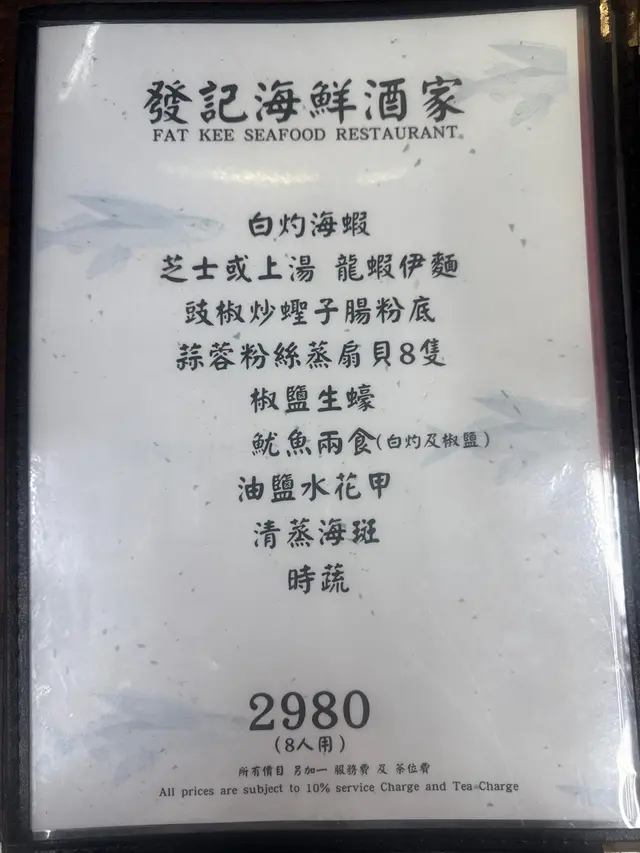 發記海鮮酒家
FAT KEE SEAFOOD RESTAURANT
白灼海蝦
芝士或上湯 龍蝦伊麵
豉椒炒蟶子腸粉底
蒜蓉粉絲蒸扇貝8隻
椒鹽生蠔
魷魚兩食(白灼及椒鹽)
油鹽水花甲
清蒸海斑
時蔬
2980
(8人用)
所有價目 另加一 服務費 及 茶位費
All prices are subject to 10% service Charge and Tea Charge